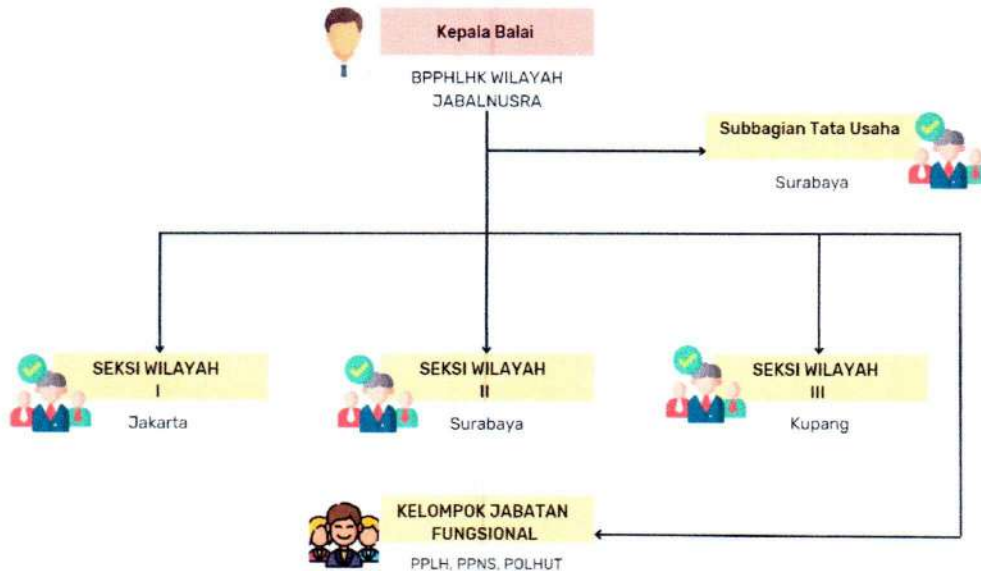 Kepala Balai
BPPHLHK WILAYAH
JABALNUSRA
Subbagian Tata Usaha
Surabaya
SEKSI WILAYAH
I
Jakarta
SEKSI WILAYAH
II
Surabaya
SEKSI WILAYAH
III
Kupang
KELOMPOK JABATAN
FUNGSIONAL
PPLH, PPNS, POLHUT